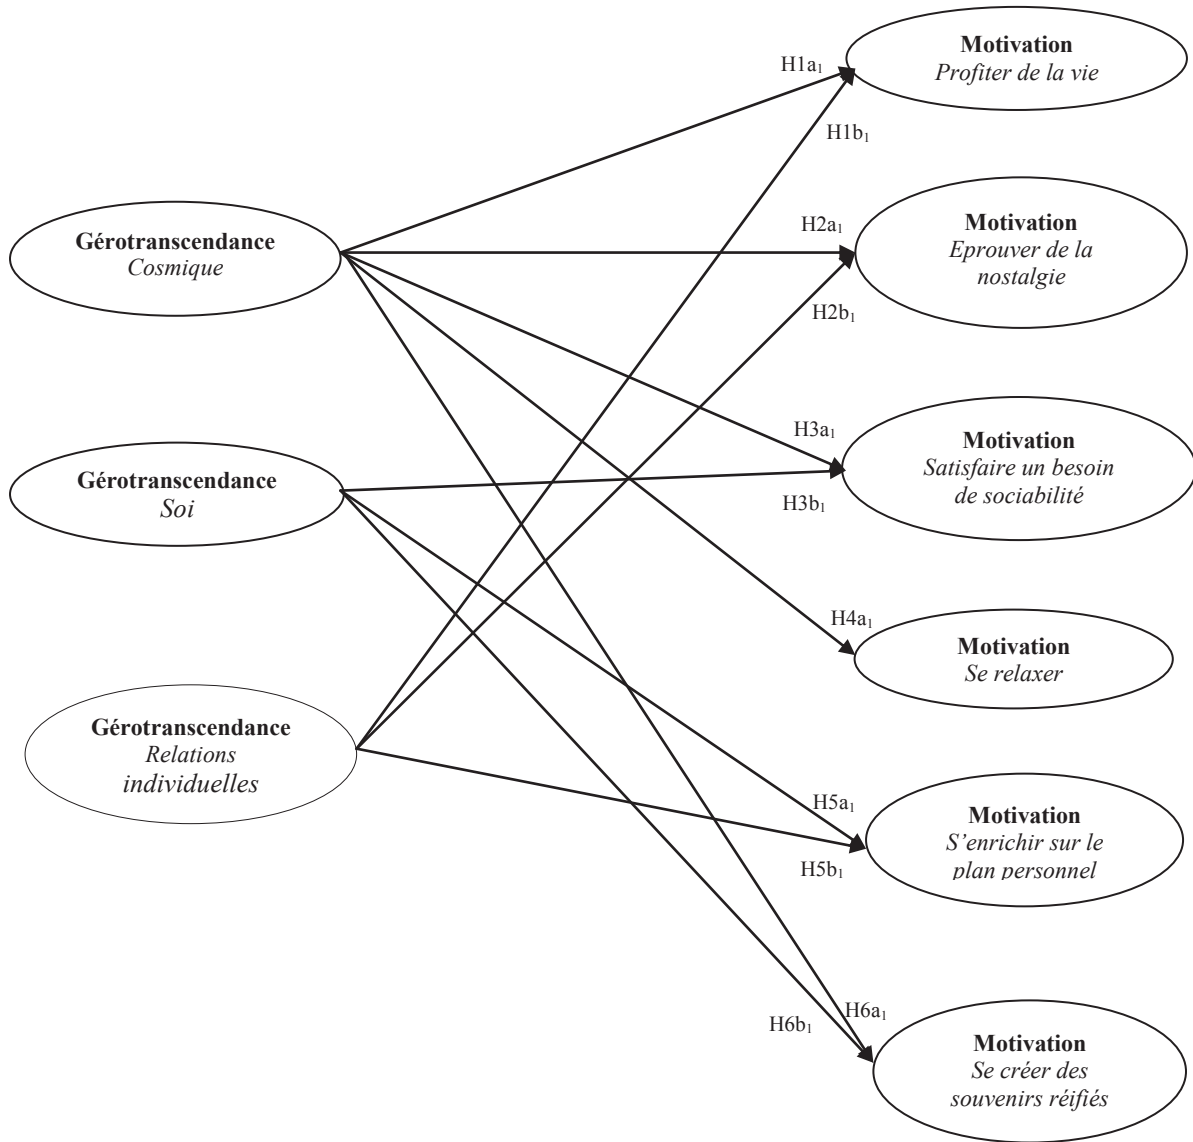 Motivation
Profiter de la vie
H1a₁
H1b₁
Gérotranscendance
Cosmique
H2a₁
Motivation
Eprouver de la
nostalgie
H2b₁
Gérotranscendance
Soi
H3a₁
Motivation
Satisfaire un besoin
de sociabilité
H3b₁
H4a₁
Motivation
Se relaxer
Gérotranscendance
Relations
individuelles
H5a₁
Motivation
S’enrichir sur le
plan personnel
H5b₁
H6a₁
H6b₁
Motivation
Se créer des
souvenirs réifiés